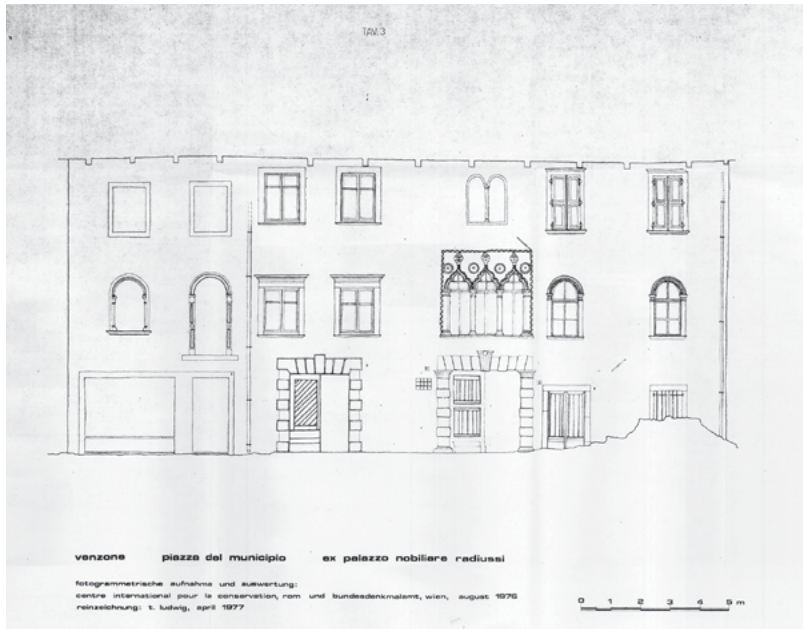 TAV. 3
venzone piazza del municipio ex palazzo nobiliare radiussi
fotogrammetrische aufnahme und auswertung:
centre international pour la conservation, rom und bundesdenkmalamt, wien, august 1976
reinzeichnung: t. ludwig, april 1977
0 1 2 3 4 5 m